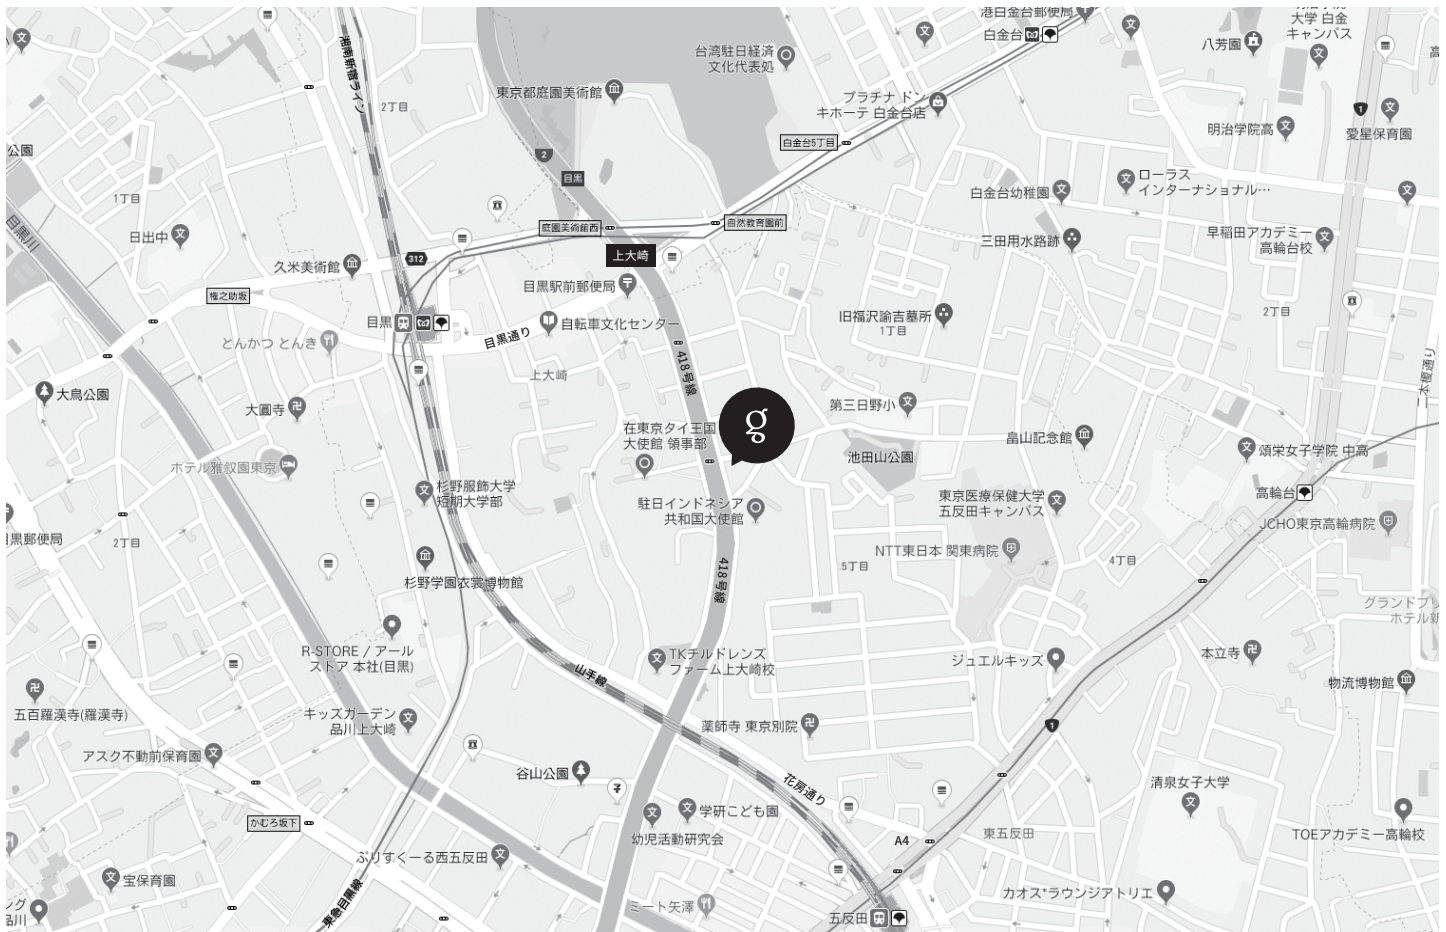 港白金台郵便局
白金台
大学 白金
キャンパス
八芳園
台湾駐日経済
文化代表処
湘南新宿ライン
2丁目
東京都庭園美術館
プラチナ ドン
キホーテ 白金台店
1
明治学院高
愛星保育園
公園
白金台5丁目
2
目黒
ローラス
インターナショナル…
白金台幼稚園
1丁目
目黒川
日出中
庭園美術館西
自然教育園前
三田用水路跡
早稲田アカデミー
高輪台校
上大崎
312
久米美術館
目黒駅前郵便局
権之助坂
目黒
自転車文化センター
旧福沢諭吉墓所
1丁目
2丁目
とんかつ とんき
目黒通り
二本榎通り
上大崎
418号線
大鳥公園
大圓寺
第三日野小
g
在東京タイ王国
大使館 領事部
畠山記念館
池田山公園
頌栄女子学院 中高
ホテル雅叙園東京
杉野服飾大学
短期大学部
駐日インドネシア
共和国大使館
東京医療保健大学
五反田キャンパス
高輪台
JCHO東京高輪病院
黒郵便局
2丁目
NTT東日本 関東病院
4丁目
5丁目
杉野学園衣裳博物館
418号線
グランドプリ
ホテル新
R-STORE / アール
ストア 本社(目黒)
TKチルドレンズ
ファーム上大崎校
ジュエルキッズ
本立寺
山手線
物流博物館
五百羅漢寺(羅漢寺)
キッズガーデン
品川上大崎
薬師寺 東京別院
1
アスク不動前保育園
谷山公園
花房通り
清泉女子大学
学研こども園
かむろ坂下
幼児活動研究会
東五反田
TOEアカデミー高輪校
A4
ぷりすくーる西五反田
宝保育園
東急目黒線
カオス*ラウンジアトリエ
ング
品川
ミート矢澤
五反田